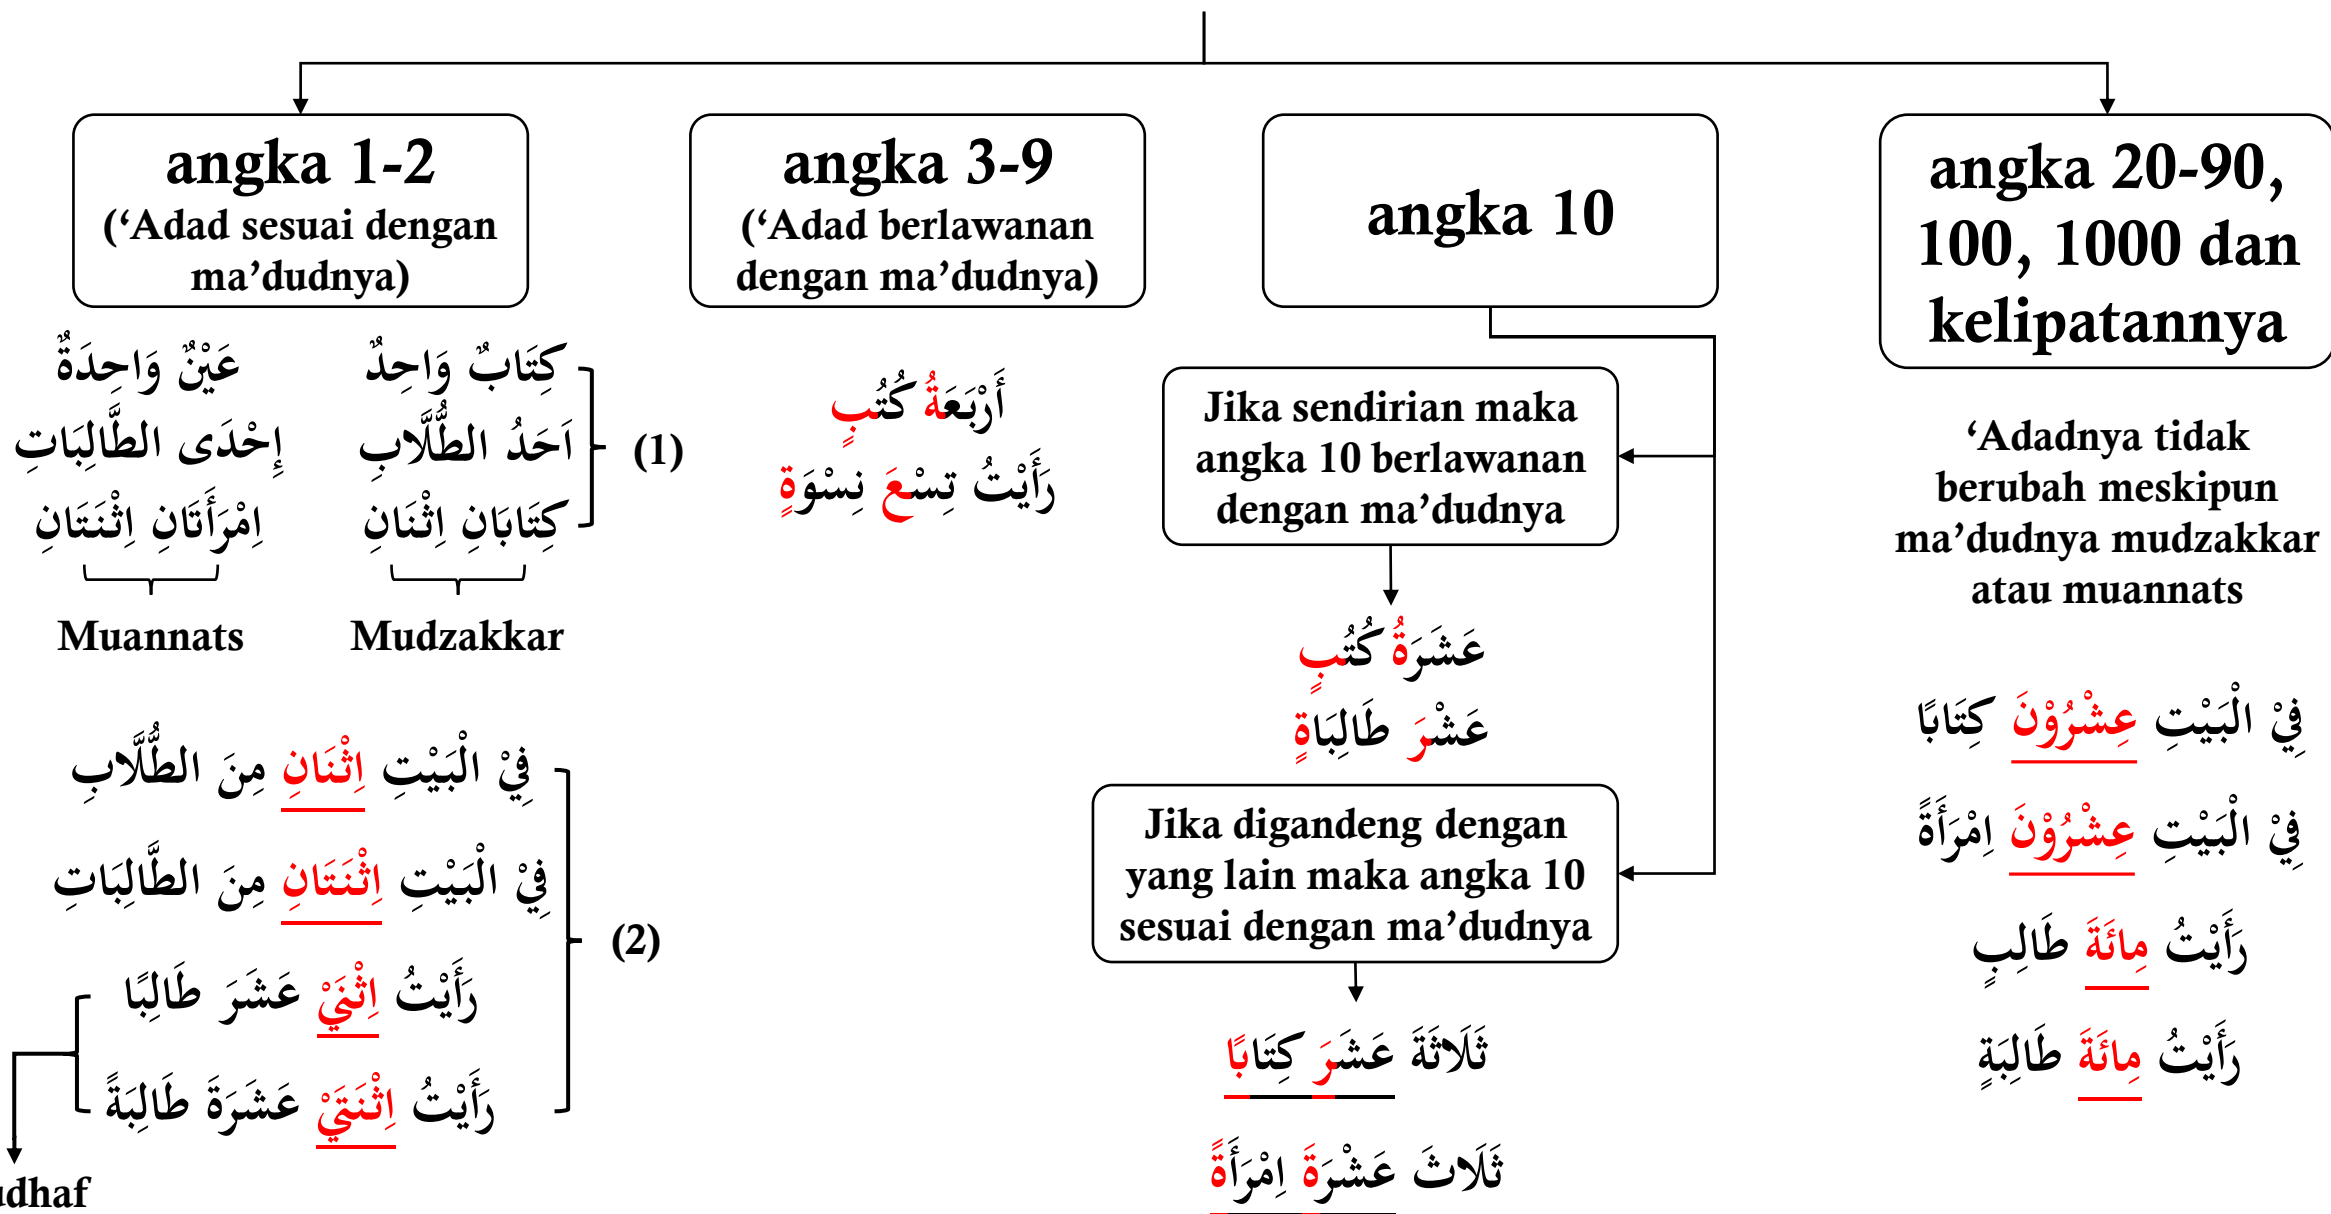 angka 1-2
(‘Adad sesuai dengan
ma’dudnya)
كِتَابٌ وَاحِدٌ
عَيْنٌ وَاحِدَةٌ
اَحَدُ الطُّلَّابِ
إِحْدَى الطَّالِبَاتِ
كِتَابَانِ اِثْنَانِ
اِمْرَأَتَانِ اِثْنَتَانِ
(1)
Muannats
Mudzakkar
فِيْ الْبَيْتِ اِثْنَانِ مِنَ الطُّلَّابِ
فِيْ الْبَيْتِ اِثْنَتَانِ مِنَ الطَّالِبَاتِ
رَأَيْتُ اِثْنَيْ عَشَرَ طَالِبًا
رَأَيْتُ اِثْنَتَيْ عَشَرَةَ طَالِبَةً
(2)
angka 3-9
(‘Adad berlawanan
dengan ma’dudnya)
أَرْبَعَةُ كُتُبٍ
رَأَيْتُ تِسْعَ نِسْوَةٍ
angka 10
Jika sendirian maka
angka 10 berlawanan
dengan ma’dudnya
عَشَرَةُ كُتُبٍ
عَشْرَ طَالِبَاةٍ
Jika digandeng dengan
yang lain maka angka 10
sesuai dengan ma’dudnya
ثَلَاثَةَ عَشَرَ كِتَابًا
ثَلَاثَ عَشْرَةَ اِمْرَأَةً
angka 20-90,
100, 1000 dan
kelipatannya
‘Adadnya tidak
berubah meskipun
ma’dudnya mudzakkar
atau muannats
فِيْ الْبَيْتِ عِشْرُوْنَ كِتَابًا
فِيْ الْبَيْتِ عِشْرُوْنَ اِمْرَأَةً
رَأَيْتُ مِائَةَ طَالِبٍ
رَأَيْتُ مِائَةَ طَالِبَةٍ